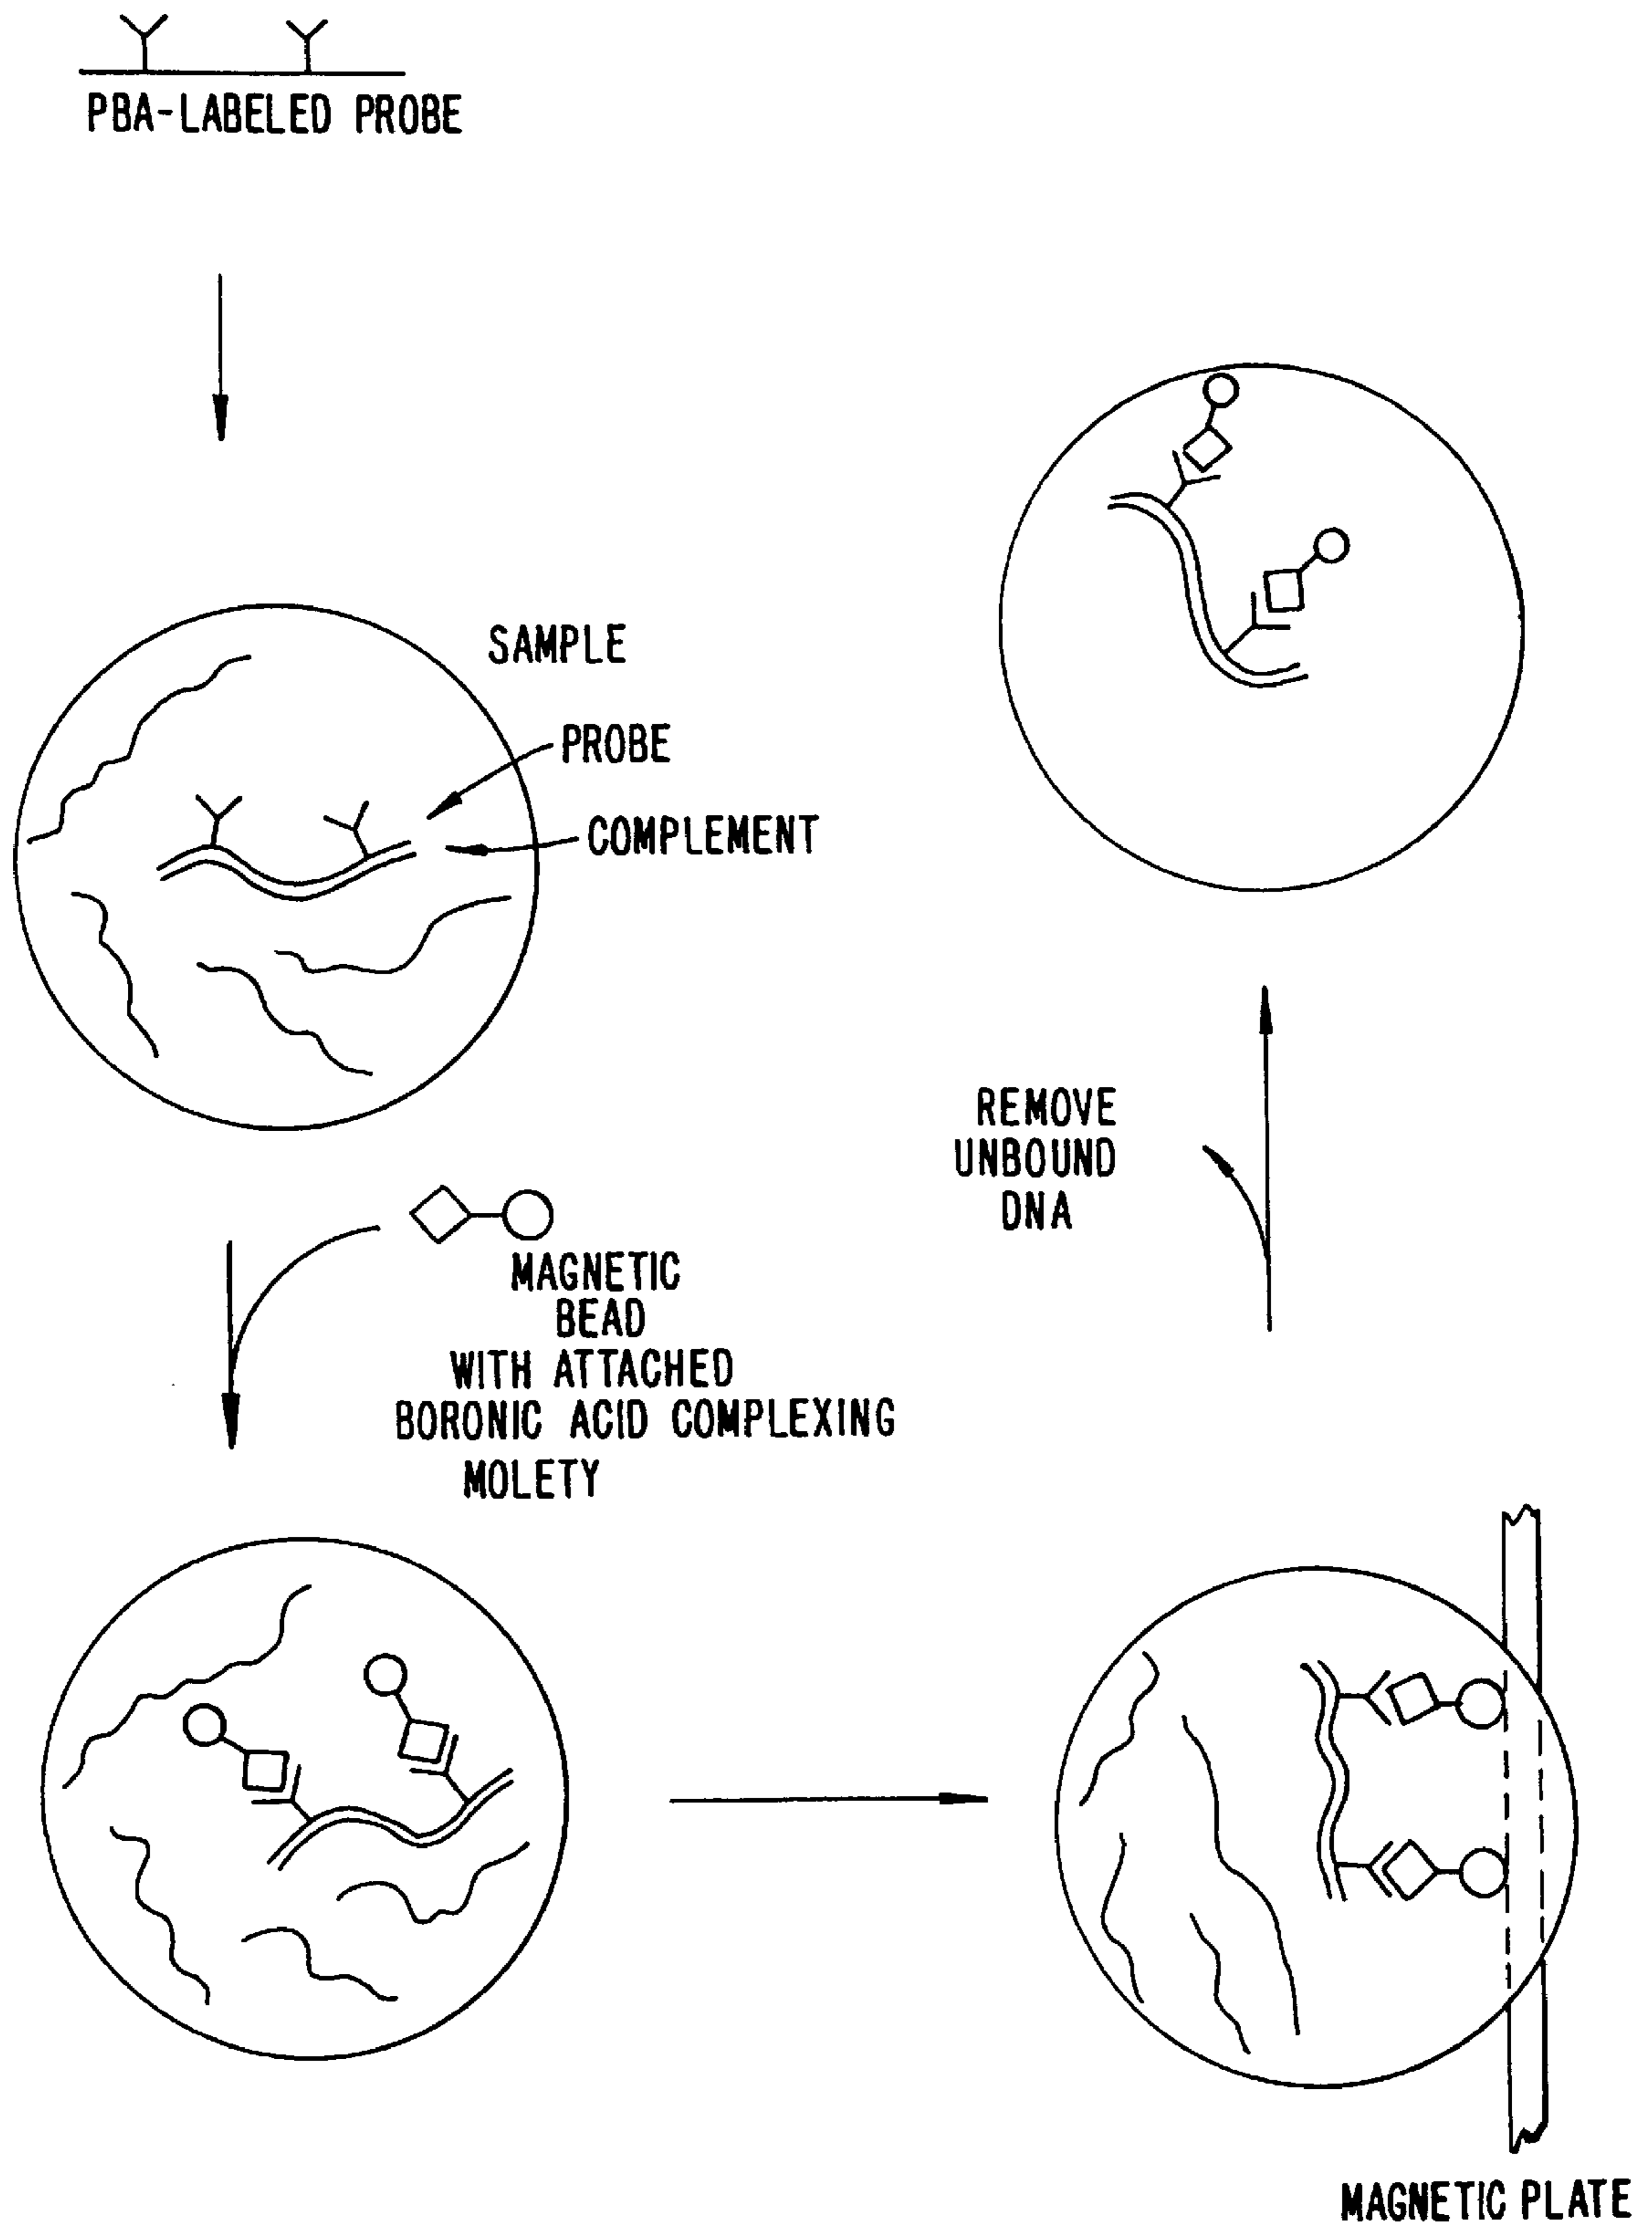 PBA-LABELED PROBE
SAMPLE
PROBE
COMPLEMENT
MAGNETIC
BEAD
WITH ATTACHED
BORONIC ACID COMPLEXING
MOLETY
REMOVE
UNBOUND
DNA
MAGNETIC PLATE